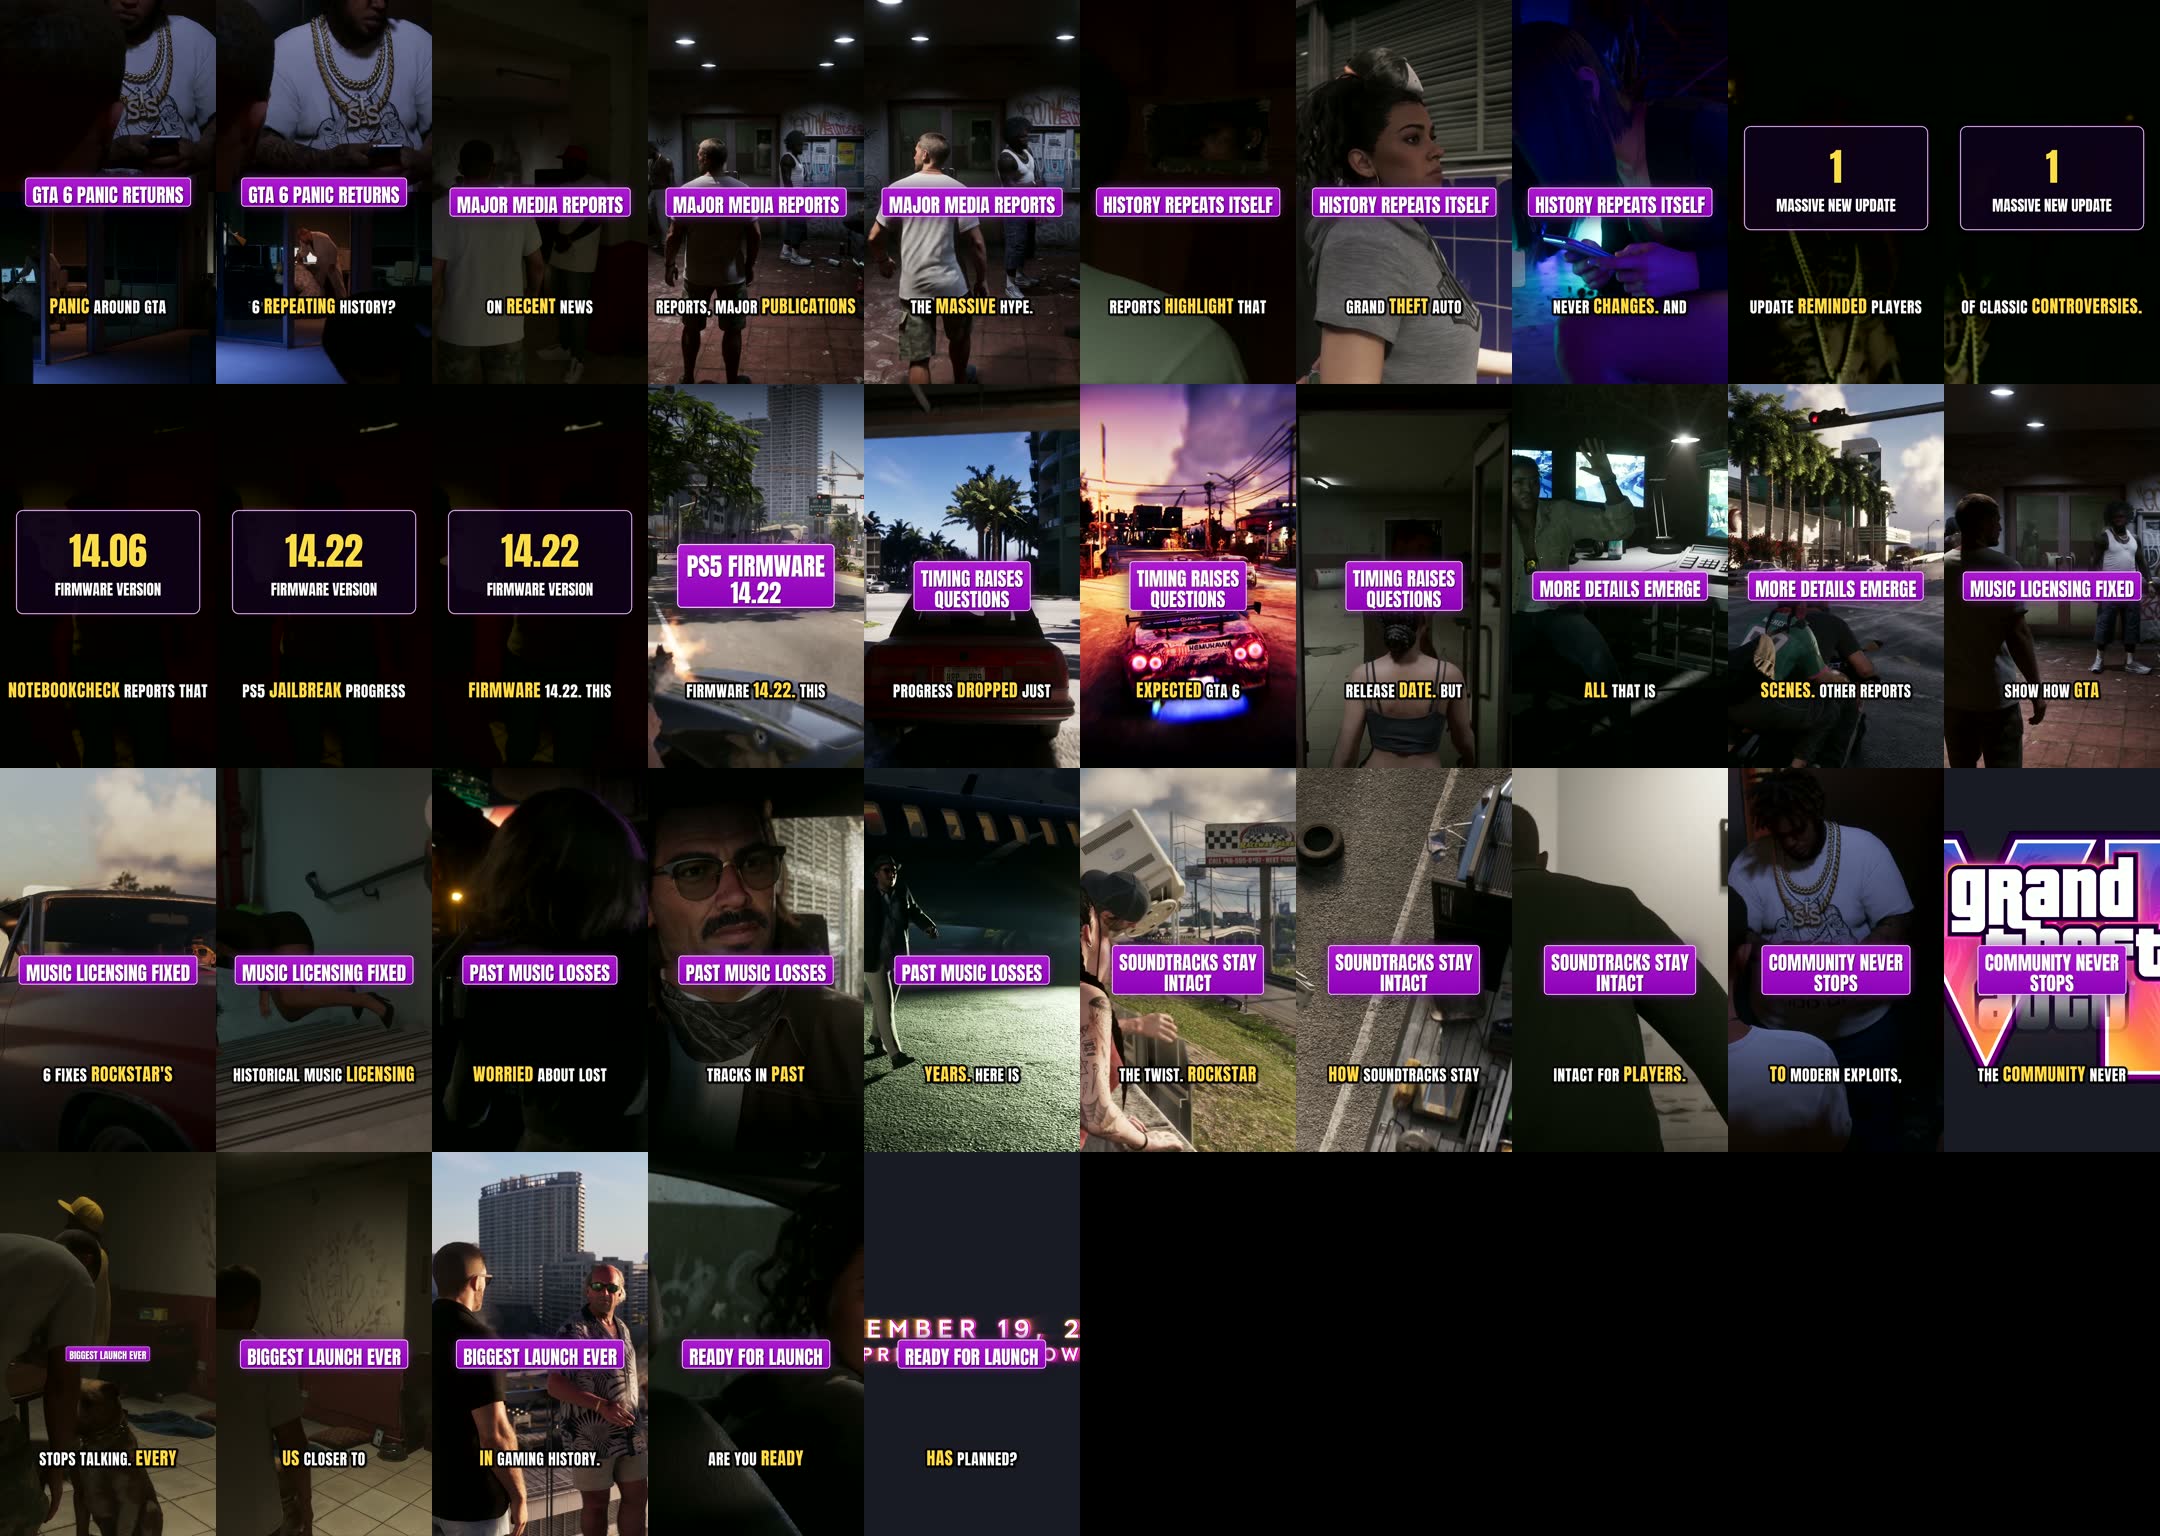 GTA 6 PANIC RETURNS
PANIC AROUND GTA
GTA 6 PANIC RETURNS
6 REPEATING HISTORY?
MAJOR MEDIA REPORTS
ON RECENT NEWS
MAJOR MEDIA REPORTS
REPORTS, MAJOR PUBLICATIONS
MAJOR MEDIA REPORTS
THE MASSIVE HYPE.
HISTORY REPEATS ITSELF
REPORTS HIGHLIGHT THAT
HISTORY REPEATS ITSELF
GRAND THEFT AUTO
HISTORY REPEATS ITSELF
NEVER CHANGES. AND
1
MASSIVE NEW UPDATE
UPDATE REMINDED PLAYERS
1
MASSIVE NEW UPDATE
OF CLASSIC CONTROVERSIES.
14.06
FIRMWARE VERSION
NOTEBOOKCHECK REPORTS THAT
14.22
FIRMWARE VERSION
PS5 JAILBREAK PROGRESS
14.22
FIRMWARE VERSION
FIRMWARE 14.22. THIS
PS5 FIRMWARE
14.22
FIRMWARE 14.22. THIS
TIMING RAISES
QUESTIONS
PROGRESS DROPPED JUST
TIMING RAISES
QUESTIONS
EXPECTED GTA 6
TIMING RAISES
QUESTIONS
RELEASE DATE. BUT
MORE DETAILS EMERGE
ALL THAT IS
MORE DETAILS EMERGE
SCENES. OTHER REPORTS
MUSIC LICENSING FIXED
SHOW HOW GTA
MUSIC LICENSING FIXED
6 FIXES ROCKSTAR'S
MUSIC LICENSING FIXED
HISTORICAL MUSIC LICENSING
PAST MUSIC LOSSES
WORRIED ABOUT LOST
PAST MUSIC LOSSES
TRACKS IN PAST
PAST MUSIC LOSSES
YEARS. HERE IS
SOUNDTRACKS STAY
INTACT
THE TWIST. ROCKSTAR
SOUNDTRACKS STAY
INTACT
HOW SOUNDTRACKS STAY
SOUNDTRACKS STAY
INTACT
INTACT FOR PLAYERS.
COMMUNITY NEVER
STOPS
TO MODERN EXPLOITS,
grand
theft
COMMUNITY NEVER
STOPS
auto
THE COMMUNITY NEVER
BIGGEST LAUNCH EVER
STOPS TALKING. EVERY
BIGGEST LAUNCH EVER
US CLOSER TO
BIGGEST LAUNCH EVER
IN GAMING HISTORY.
READY FOR LAUNCH
ARE YOU READY
EMBER 19, 2
READY FOR LAUNCH
HAS PLANNED?